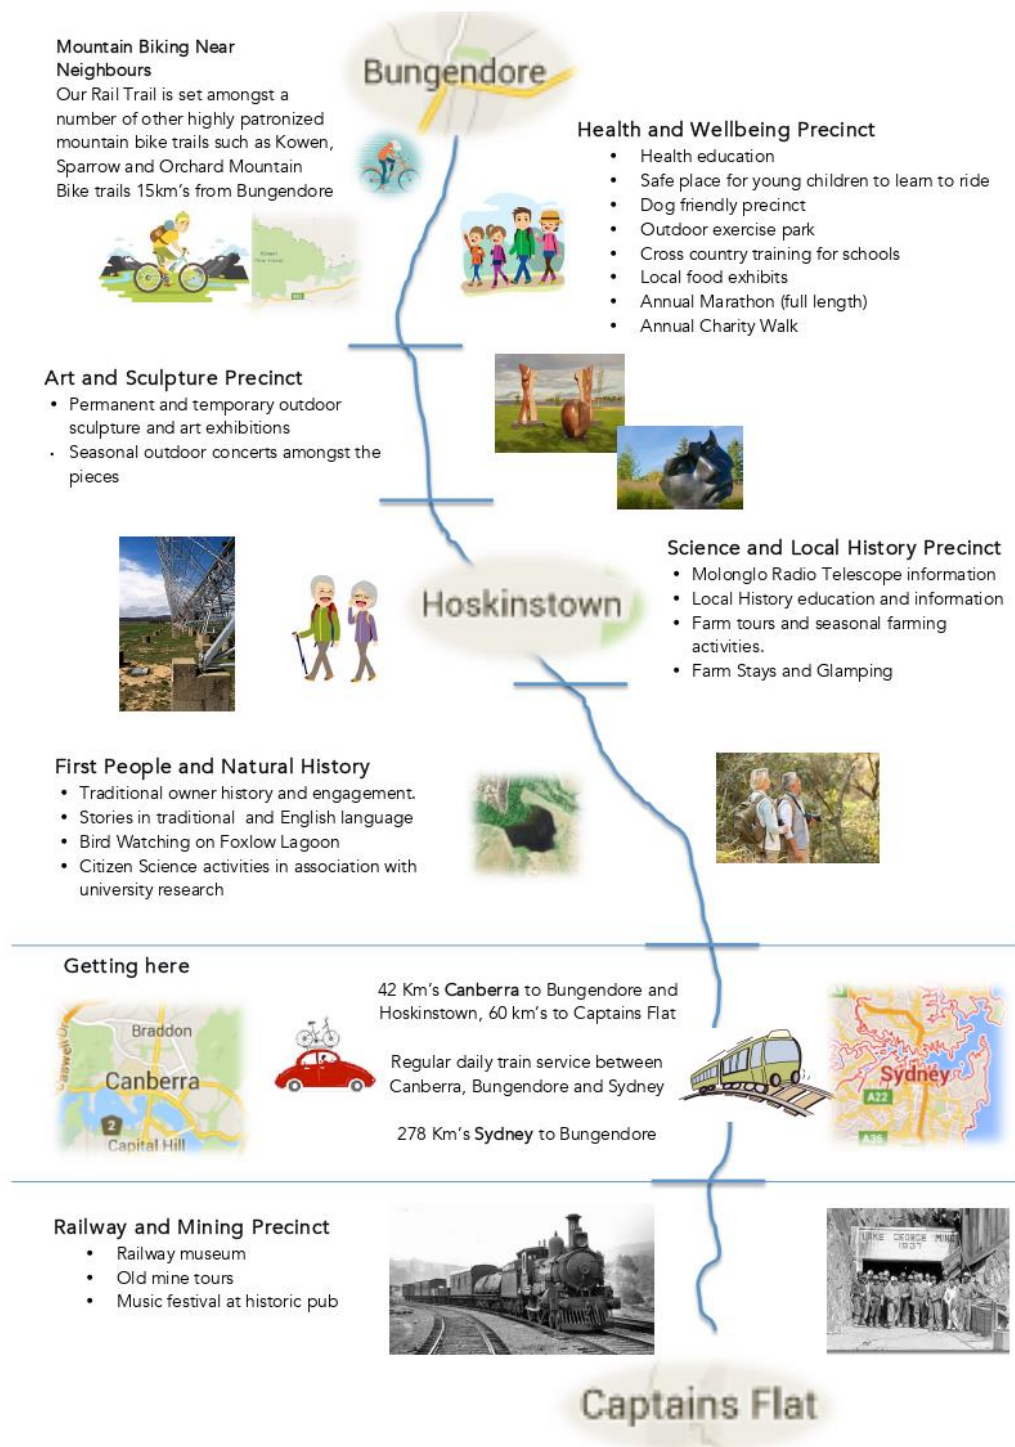 Mountain Biking Near
Neighbours
Our Rail Trail is set amongst a
number of other highly patronized
mountain bike trails such as Kowen,
Sparrow and Orchard Mountain
Bike trails 15km's from Bungendore
Bungendore
Health and Wellbeing Precinct
• Health education
• Safe place for young children to learn to ride
• Dog friendly precinct
• Outdoor exercise park
• Cross country training for schools
• Local food exhibits
• Annual Marathon (full length)
• Annual Charity Walk
Art and Sculpture Precinct
• Permanent and temporary outdoor
sculpture and art exhibitions
• Seasonal outdoor concerts amongst the
pieces
Hoskinstown
Science and Local History Precinct
• Molonglo Radio Telescope information
• Local History education and information
• Farm tours and seasonal farming
activities.
• Farm Stays and Glamping
First People and Natural History
• Traditional owner history and engagement.
• Stories in traditional and English language
• Bird Watching on Foxlow Lagoon
• Citizen Science activities in association with
university research
Getting here
Braddon
Canberra
2
Capital Hill
42 Km's Canberra to Bungendore and
Hoskinstown, 60 km's to Captains Flat
Regular daily train service between
Canberra, Bungendore and Sydney
278 Km's Sydney to Bungendore
Sydney
A22
A36
Railway and Mining Precinct
• Railway museum
• Old mine tours
• Music festival at historic pub
LAKE GEORGE MINE
1937
Captains Flat